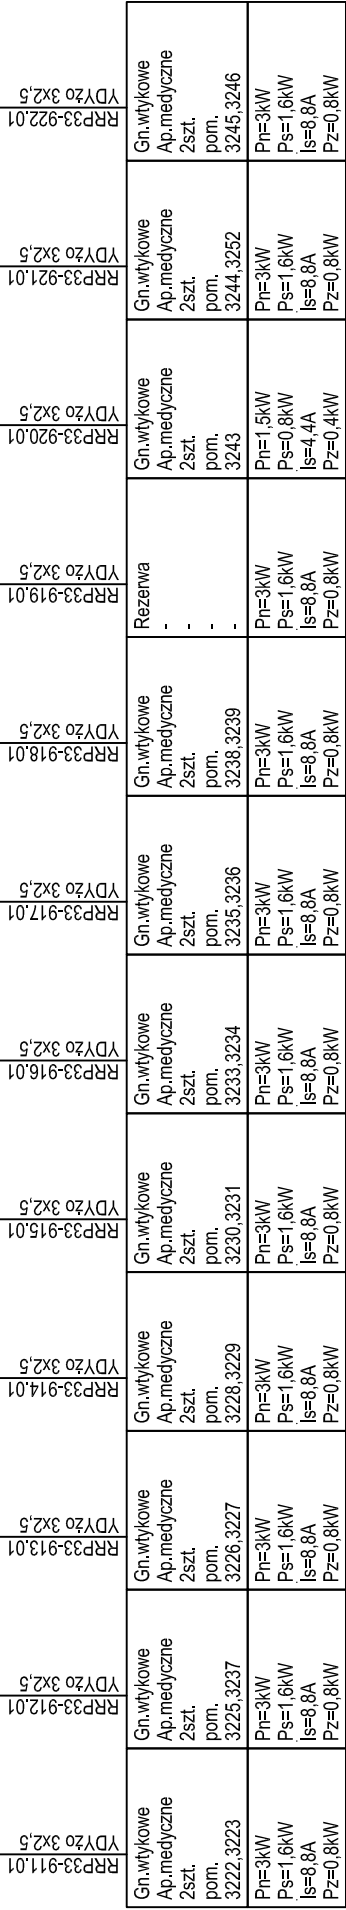 RRP33-911.01
YDYżo 3x2,5
Gn.wtykowe
Ap.medyczne
2szt.
pom.
3222,3223
Pn=3kW
Ps=1,6kW
Is=8,8A
Pz=0,8kW
RRP33-912.01
YDYżo 3x2,5
Gn.wtykowe
Ap.medyczne
2szt.
pom.
3225,3237
Pn=3kW
Ps=1,6kW
Is=8,8A
Pz=0,8kW
RRP33-913.01
YDYżo 3x2,5
Gn.wtykowe
Ap.medyczne
2szt.
pom.
3226,3227
Pn=3kW
Ps=1,6kW
Is=8,8A
Pz=0,8kW
RRP33-914.01
YDYżo 3x2,5
Gn.wtykowe
Ap.medyczne
2szt.
pom.
3228,3229
Pn=3kW
Ps=1,6kW
Is=8,8A
Pz=0,8kW
RRP33-915.01
YDYżo 3x2,5
Gn.wtykowe
Ap.medyczne
2szt.
pom.
3230,3231
Pn=3kW
Ps=1,6kW
Is=8,8A
Pz=0,8kW
RRP33-916.01
YDYżo 3x2,5
Gn.wtykowe
Ap.medyczne
2szt.
pom.
3233,3234
Pn=3kW
Ps=1,6kW
Is=8,8A
Pz=0,8kW
RRP33-917.01
YDYżo 3x2,5
Gn.wtykowe
Ap.medyczne
2szt.
pom.
3235,3236
Pn=3kW
Ps=1,6kW
Is=8,8A
Pz=0,8kW
RRP33-918.01
YDYżo 3x2,5
Gn.wtykowe
Ap.medyczne
2szt.
pom.
3238,3239
Pn=3kW
Ps=1,6kW
Is=8,8A
Pz=0,8kW
RRP33-919.01
YDYżo 3x2,5
Rezerwa
-
-
-
-
Pn=3kW
Ps=1,6kW
Is=8,8A
Pz=0,8kW
RRP33-920.01
YDYżo 3x2,5
Gn.wtykowe
Ap.medyczne
2szt.
pom.
3243
Pn=1,5kW
Ps=0,8kW
Is=4,4A
Pz=0,4kW
RRP33-921.01
YDYżo 3x2,5
Gn.wtykowe
Ap.medyczne
2szt.
pom.
3244,3252
Pn=3kW
Ps=1,6kW
Is=8,8A
Pz=0,8kW
RRP33-922.01
YDYżo 3x2,5
Gn.wtykowe
Ap.medyczne
2szt.
pom.
3245,3246
Pn=3kW
Ps=1,6kW
Is=8,8A
Pz=0,8kW